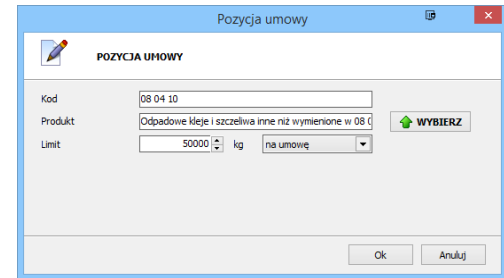 Pozycja umowy
POZYCJA UMOWY
Kod 08 04 10
Produkt Odpadowe kleje i szczeliwa inne niż wymienione w 08 0 WYBIERZ
Limit 50000 kg na umowę
Ok Anuluj